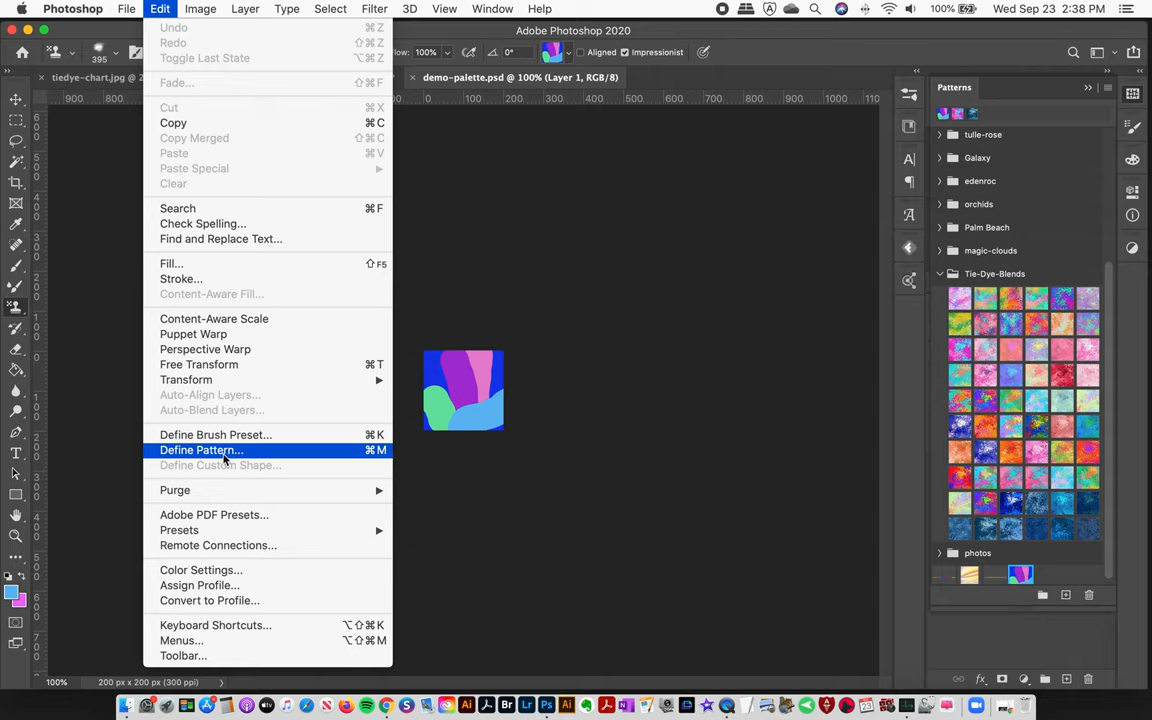 Photoshop File Edit Image Layer Type Select Filter 3D View Window Help 100% Wed Sep 23 2:38 PM
Adobe Photoshop 2020
395 Flow: 100% 0° Aligned Impressionist
tiedye-chart.jpg @ 2 demo-palette.psd @ 100% (Layer 1, RGB/8)
900 800 0 100 200 300 400 500 600 700 800 900 1000 110
Undo ⌘Z
Redo ⌘Z
Toggle Last State ⌥⌘Z
Fade... ⇧⌘F
Cut ⌘X
Copy ⌘C
Copy Merged ⇧⌘C
Paste ⌘V
Paste Special
Clear
Search ⌘F
Check Spelling...
Find and Replace Text...
Fill... ⇧F5
Stroke...
Content-Aware Fill...
Content-Aware Scale
Puppet Warp
Perspective Warp
Free Transform ⌘T
Transform
Auto-Align Layers...
Auto-Blend Layers...
Define Brush Preset... ⌘K
Define Pattern... ⌘M
Define Custom Shape...
Purge
Adobe PDF Presets...
Presets
Remote Connections...
Color Settings...
Assign Profile...
Convert to Profile...
Keyboard Shortcuts... ⌥⇧⌘K
Menus... ⌥⇧⌘M
Toolbar...
Patterns
tulle-rose
Galaxy
edenroc
orchids
Palm Beach
magic-clouds
Tie-Dye-Blends
photos
100% 200 px x 200 px (300 ppi)